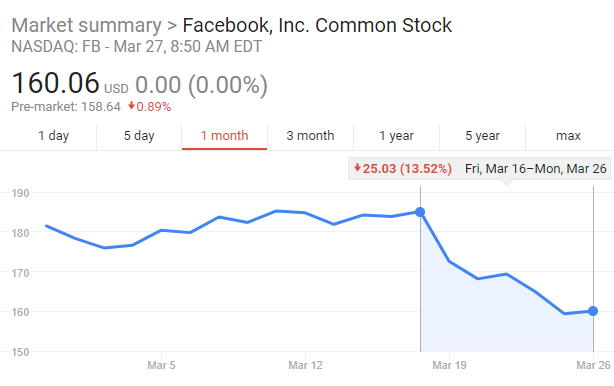 Market summary > Facebook, Inc. Common Stock
NASDAQ: FB - Mar 27, 8:50 AM EDT
160.06 USD 0.00 (0.00%)
Pre-market: 158.64 0.89%
1 day 5 day 1 month 3 month 1 year 5 year max
25.03 (13.52%) Fri, Mar 16–Mon, Mar 26
190
180
170
160
150
Mar 5 Mar 12 Mar 19 Mar 26